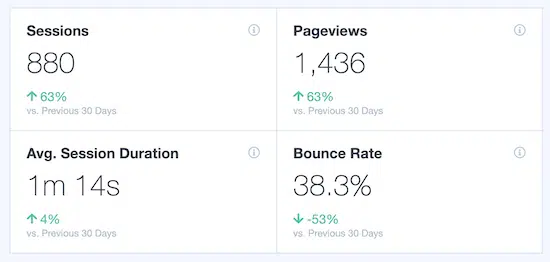 Sessions
880
63%
vs. Previous 30 Days
Pageviews
1,436
63%
vs. Previous 30 Days
Avg. Session Duration
1m 14s
4%
vs. Previous 30 Days
Bounce Rate
38.3%
-53%
vs. Previous 30 Days